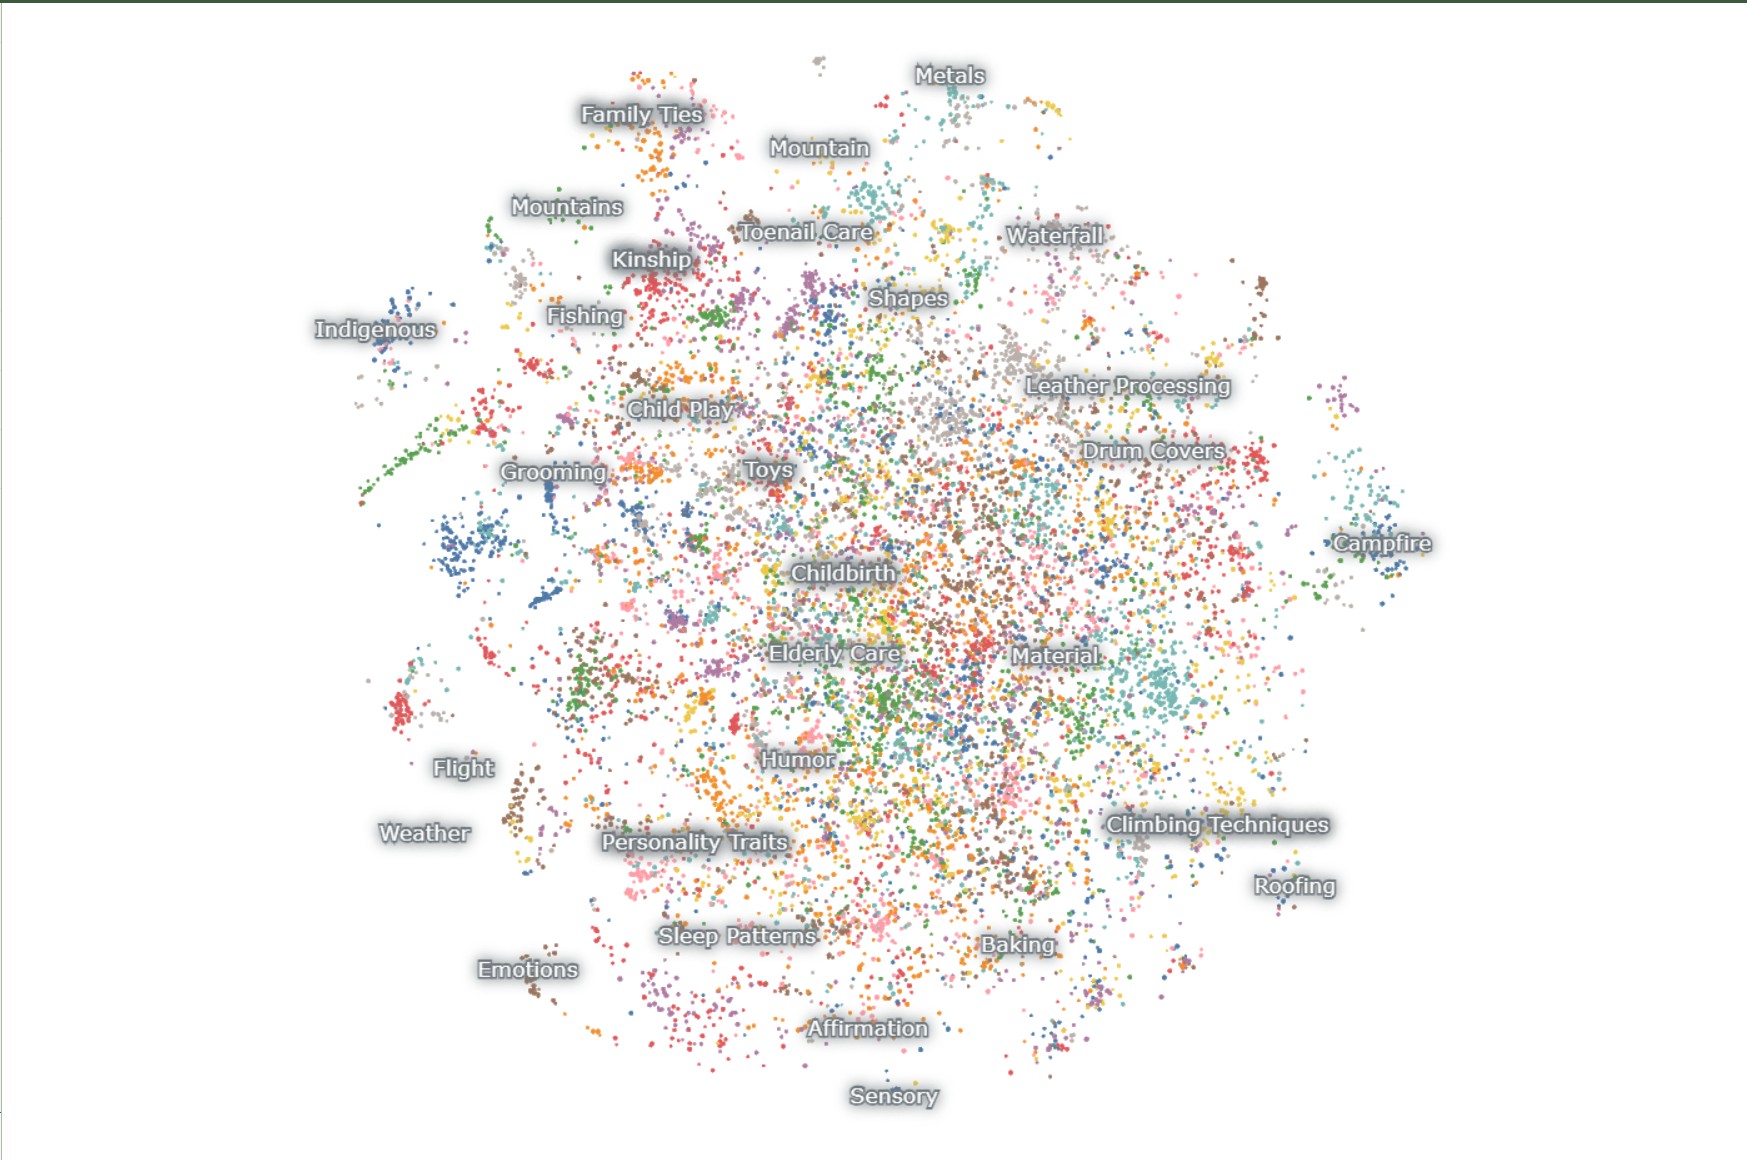 Metals
Family Ties
Mountain
Mountains
Toenail Care
Waterfall
Kinship
Shapes
Fishing
Indigenous
Leather Processing
Child Play
Drum Covers
Grooming
Toys
Campfire
Childbirth
Elderly Care
Material
Humor
Flight
Climbing Techniques
Weather
Personality Traits
Roofing
Sleep Patterns
Baking
Emotions
Affirmation
Sensory